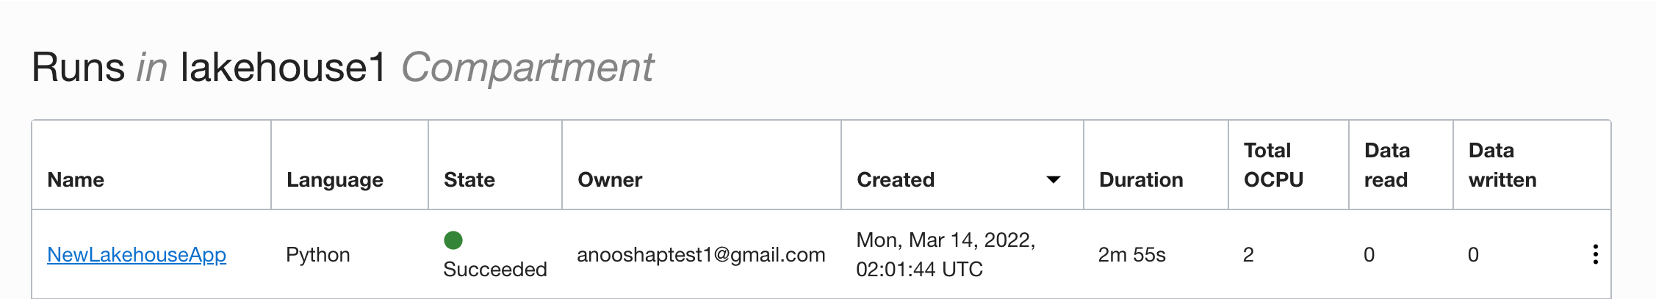 Runs in lakehouse1 Compartment
Name Language State Owner Created Duration Total OCPU Data read Data written
NewLakehouseApp Python Succeeded anooshaptest1@gmail.com Mon, Mar 14, 2022, 02:01:44 UTC 2m 55s 2 0 0